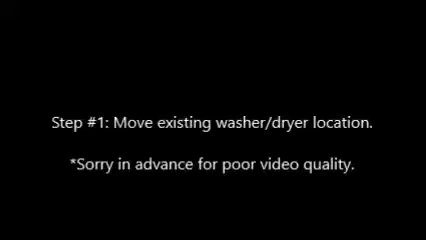 Step #1: Move existing washer/dryer location.
*Sorry in advance for poor video quality.